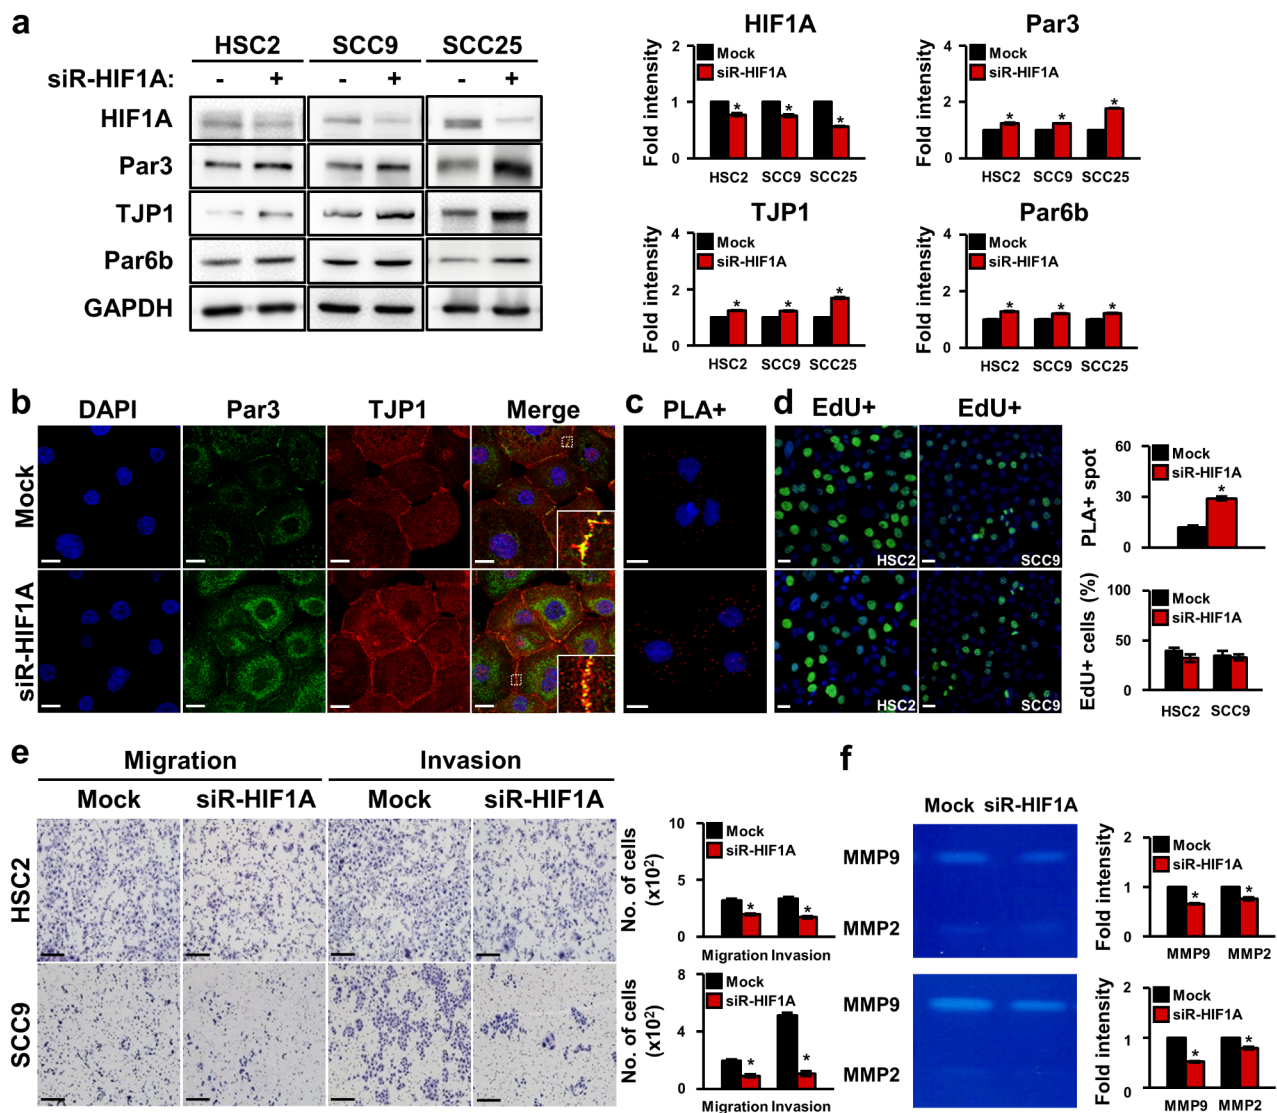 a
HSC2 SCC9 SCC25
siR-HIF1A: - + - + - +
HIF1A
Par3
TJP1
Par6b
GAPDH
HIF1A
Fold intensity
2
1
0
Mock
siR-HIF1A
* * *
HSC2 SCC9 SCC25
Par3
Fold intensity
4
2
0
Mock
siR-HIF1A
* * *
HSC2 SCC9 SCC25
TJP1
Fold intensity
4
2
0
Mock
siR-HIF1A
* * *
HSC2 SCC9 SCC25
Par6b
Fold intensity
4
2
0
Mock
siR-HIF1A
* * *
HSC2 SCC9 SCC25
b
DAPI Par3 TJP1 Merge
Mock
siR-HIF1A
c
PLA+
d
EdU+ EdU+
HSC2 SCC9
HSC2 SCC9
PLA+ spot
60
30
0
Mock
siR-HIF1A
*
EdU+ cells (%)
100
50
0
Mock
siR-HIF1A
HSC2 SCC9
e
Migration Invasion
Mock siR-HIF1A Mock siR-HIF1A
HSC2
SCC9
No. of cells
(x10²)
10
5
0
Mock
siR-HIF1A
* *
Migration Invasion
No. of cells
(x10²)
8
4
0
Mock
siR-HIF1A
* *
Migration Invasion
f
Mock siR-HIF1A
MMP9
MMP2
MMP9
MMP2
Fold intensity
2
1
0
Mock
siR-HIF1A
* *
MMP9 MMP2
Fold intensity
2
1
0
Mock
siR-HIF1A
* *
MMP9 MMP2